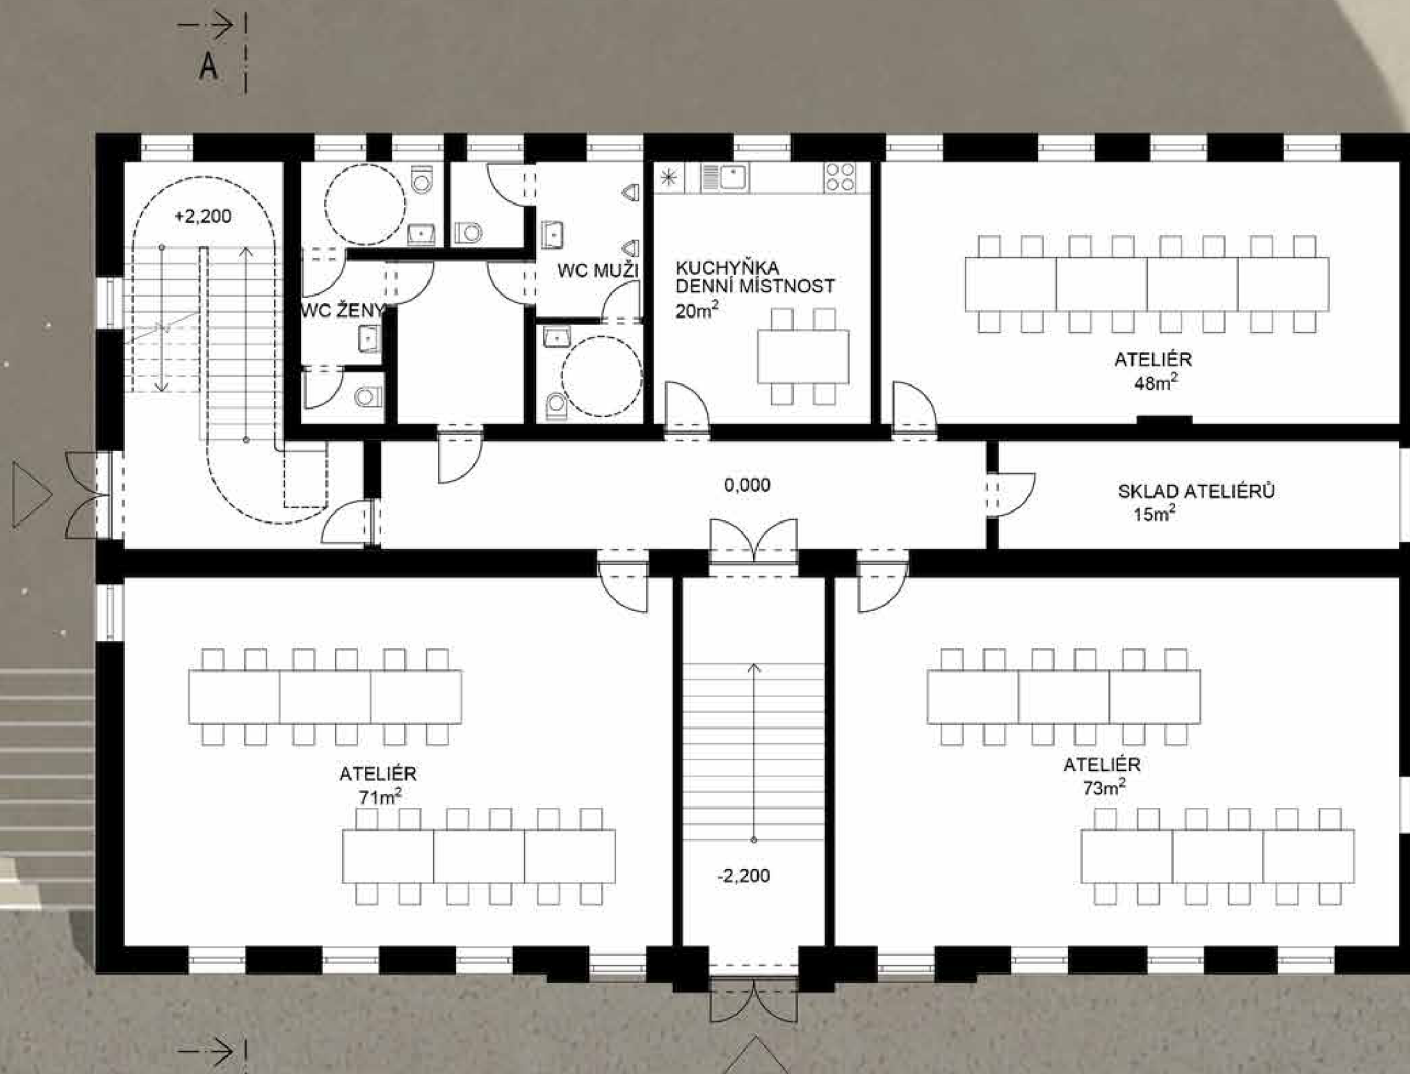 A
+2,200
WC MUŽI
KUCHYŇKA
DENNÍ MÍSTNOST
20m²
WC ŽENY
ATELIÉR
48m²
0,000
SKLAD ATELIÉRŮ
15m²
ATELIÉR
71m²
ATELIÉR
73m²
-2,200